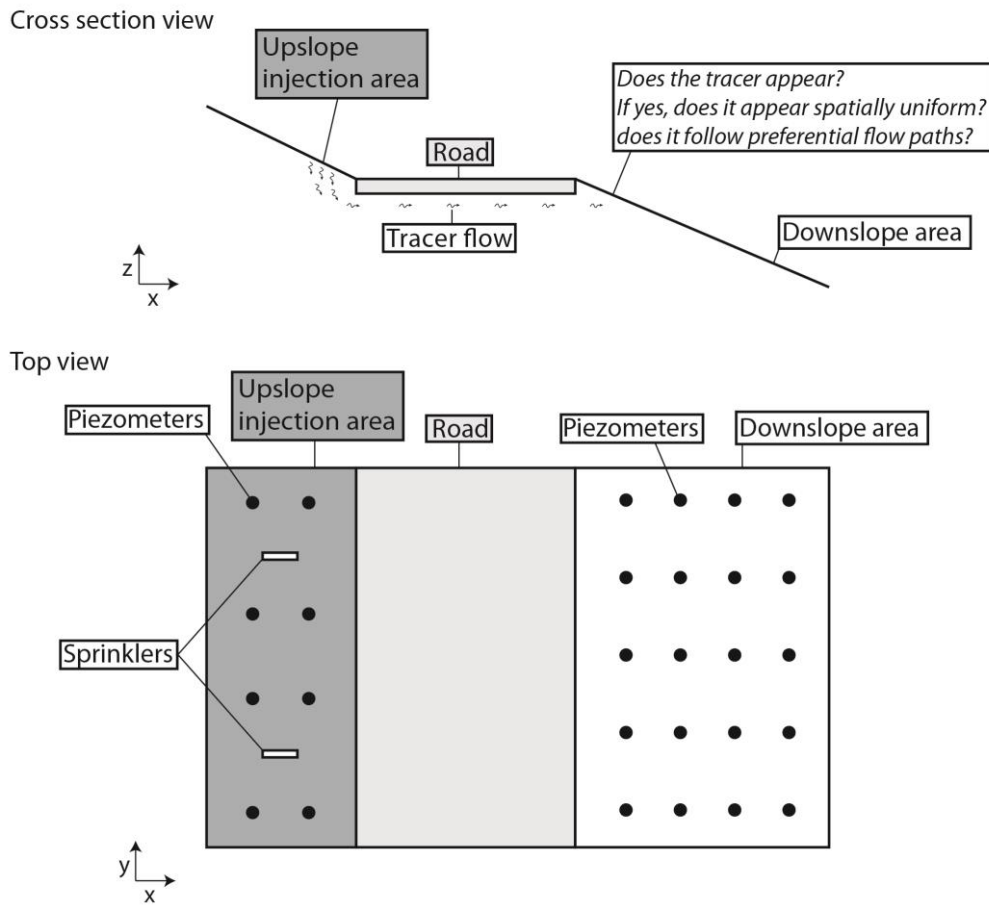 Cross section view
Upslope
injection area
Does the tracer appear?
If yes, does it appear spatially uniform?
does it follow preferential flow paths?
Road
Tracer flow
Downslope area
z
x
Top view
Upslope
injection area
Piezometers
Road
Piezometers
Downslope area
Sprinklers
y
x